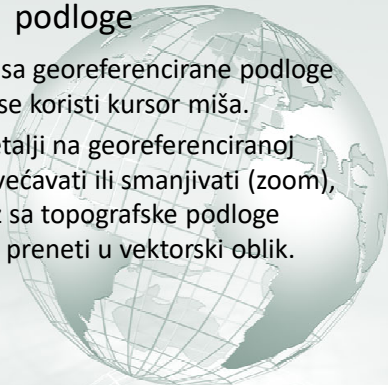 podloge
sa georeferencirane podloge
se koristi kursor miša.
etalji na georeferenciranoj
većavati ili smanjivati (zoom),
z sa topografske podloge
preneti u vektorski oblik.